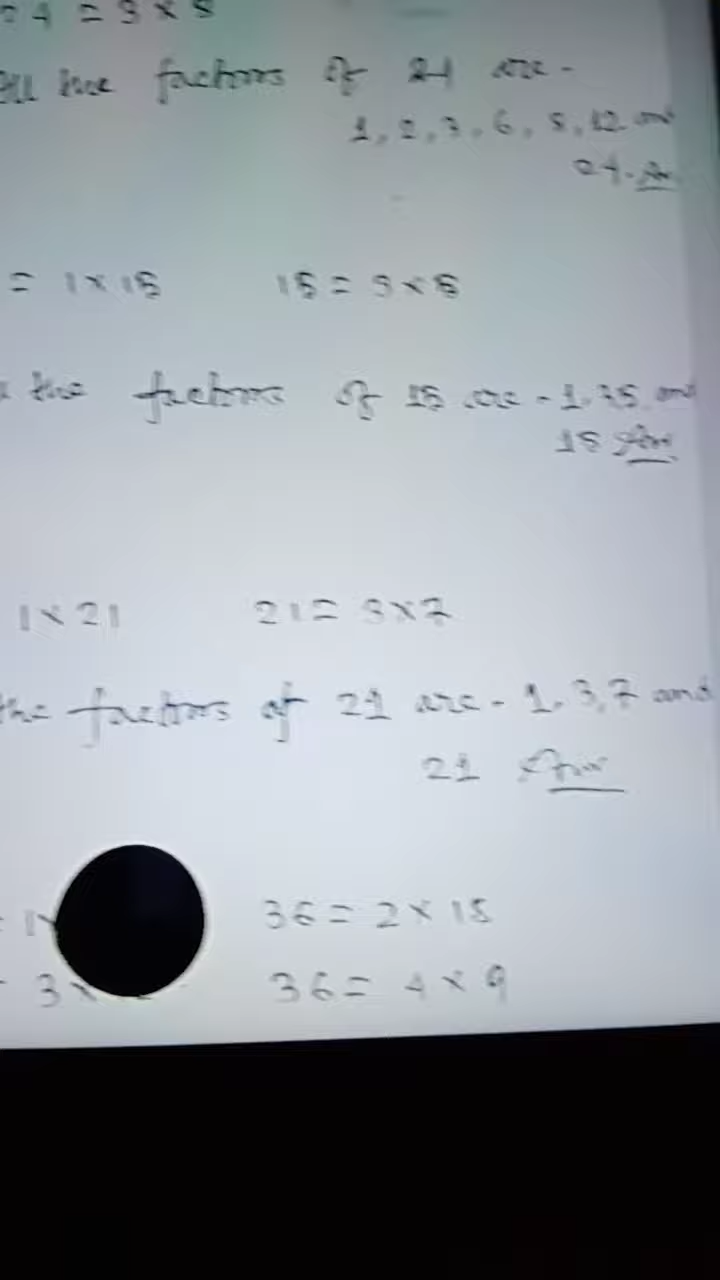 4 = 3 × 8
the factors of 24 are -
1, 2, 3, 6, 8, 12 and
24. Ans
= 1 × 15 15 = 3 × 5
the factors of 15 are - 1, 3, 5, and
15 Ans
1 × 21 21 = 3 × 7
the factors of 21 are - 1, 3, 7 and
21 Ans
36 = 2 × 18
3 × 36 = 4 × 9